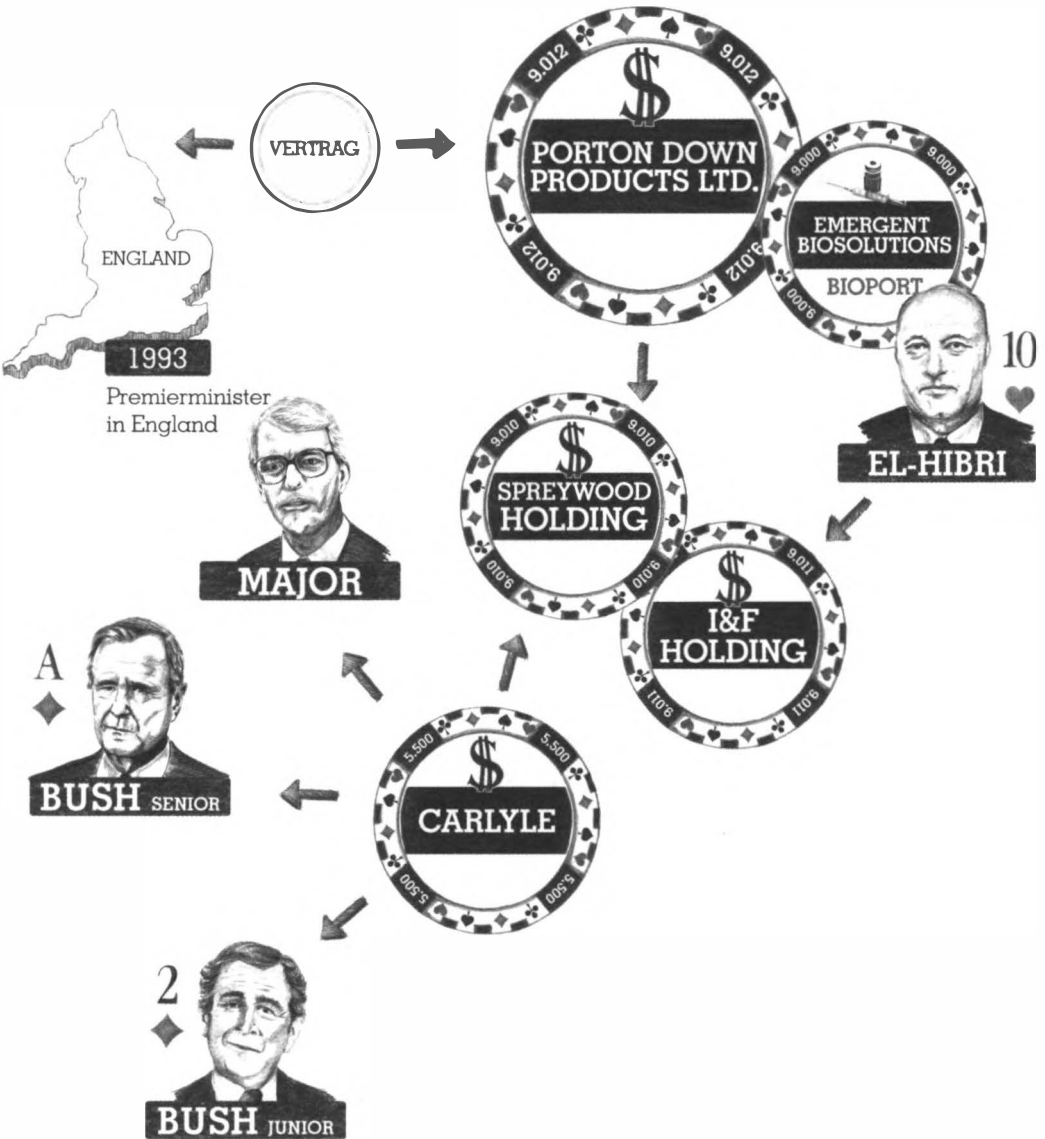 9.012
9.012
VERTRAG
$
PORTON DOWN
PRODUCTS LTD.
9.012
9.012
9.000
9.000
EMERGENT
BIOSOLUTIONS
BIOPORT
9.000
ENGLAND
1993
Premierminister
in England
10
EL-HIBRI
9.010
9.010
$
SPREYWOOD
HOLDING
9.010
9.010
MAJOR
9.011
$
I&F
HOLDING
9.011
9.011
A
BUSH SENIOR
5.500
5.500
$
CARLYLE
5.500
5.500
2
BUSH JUNIOR